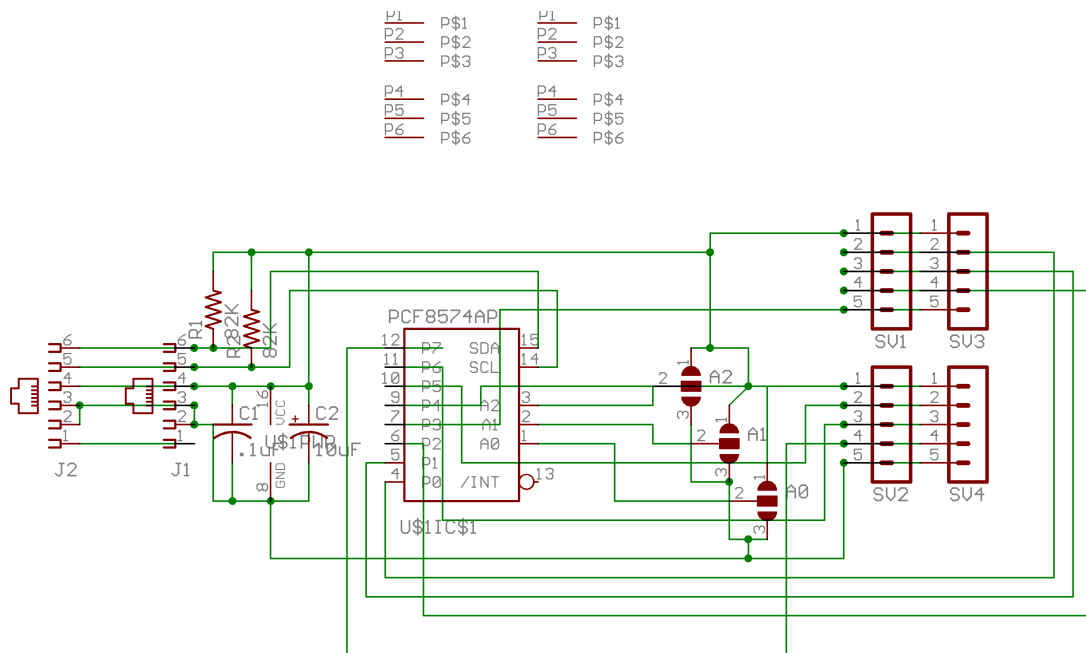 P1 P$1 P1 P$1
P2 P$2 P2 P$2
P3 P$3 P3 P$3
P4 P$4 P4 P$4
P5 P$5 P5 P$5
P6 P$6 P6 P$6
1 1
2 2
3 3
4 4
5 5
SV1 SV3
R1
R2
82K
82K
6 6
5 5
4 4
3 3
2 2
1 1
J2 J1
C1
.1uF
16
VCC
U$1PWR
GND
8
+
C2
10uF
PCF8574AP
12 P7 SDA 15
11 P6 SCL 14
10 P5
9 P4 A2 3
7 P3 A1 2
6 P2 A0 1
5 P1
4 P0 /INT 13
U$1IC$1
1
2 A2
3
1
2 A1
3
1
2 A0
3
1 1
2 2
3 3
4 4
5 5
SV2 SV4